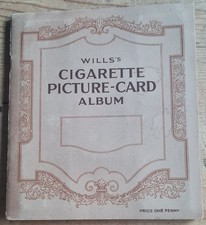 WILLS's
CIGARETTE
PICTURE-CARD
ALBUM
PRICE ONE PENNY